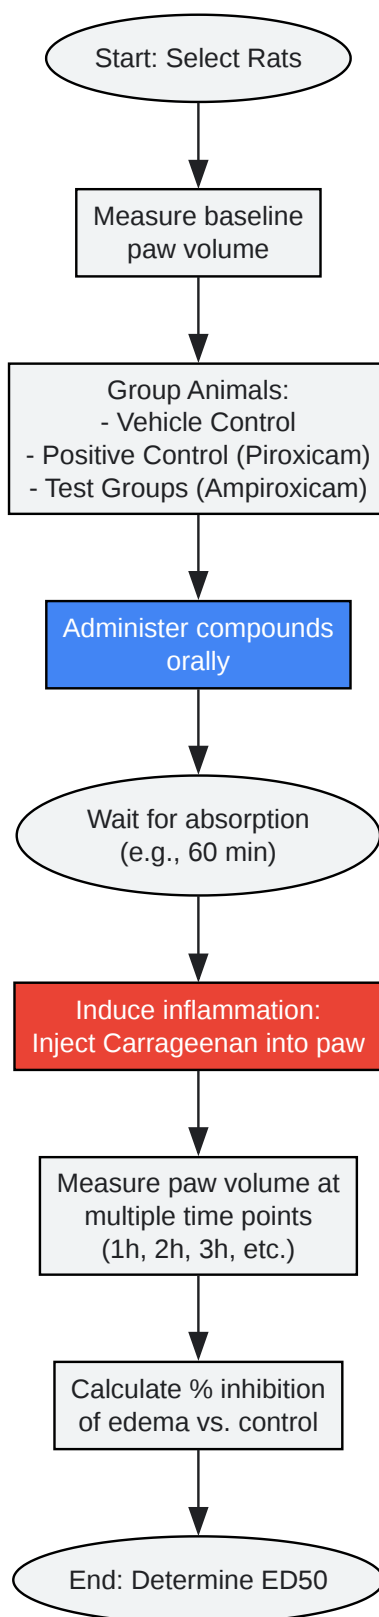 Start: Select Rats
Measure baseline
paw volume
Group Animals:
- Vehicle Control
- Positive Control (Piroxicam)
- Test Groups (Ampiroxicam)
Administer compounds
orally
Wait for absorption
(e.g., 60 min)
Induce inflammation:
Inject Carrageenan into paw
Measure paw volume at
multiple time points
(1h, 2h, 3h, etc.)
Calculate % inhibition
of edema vs. control
End: Determine ED50